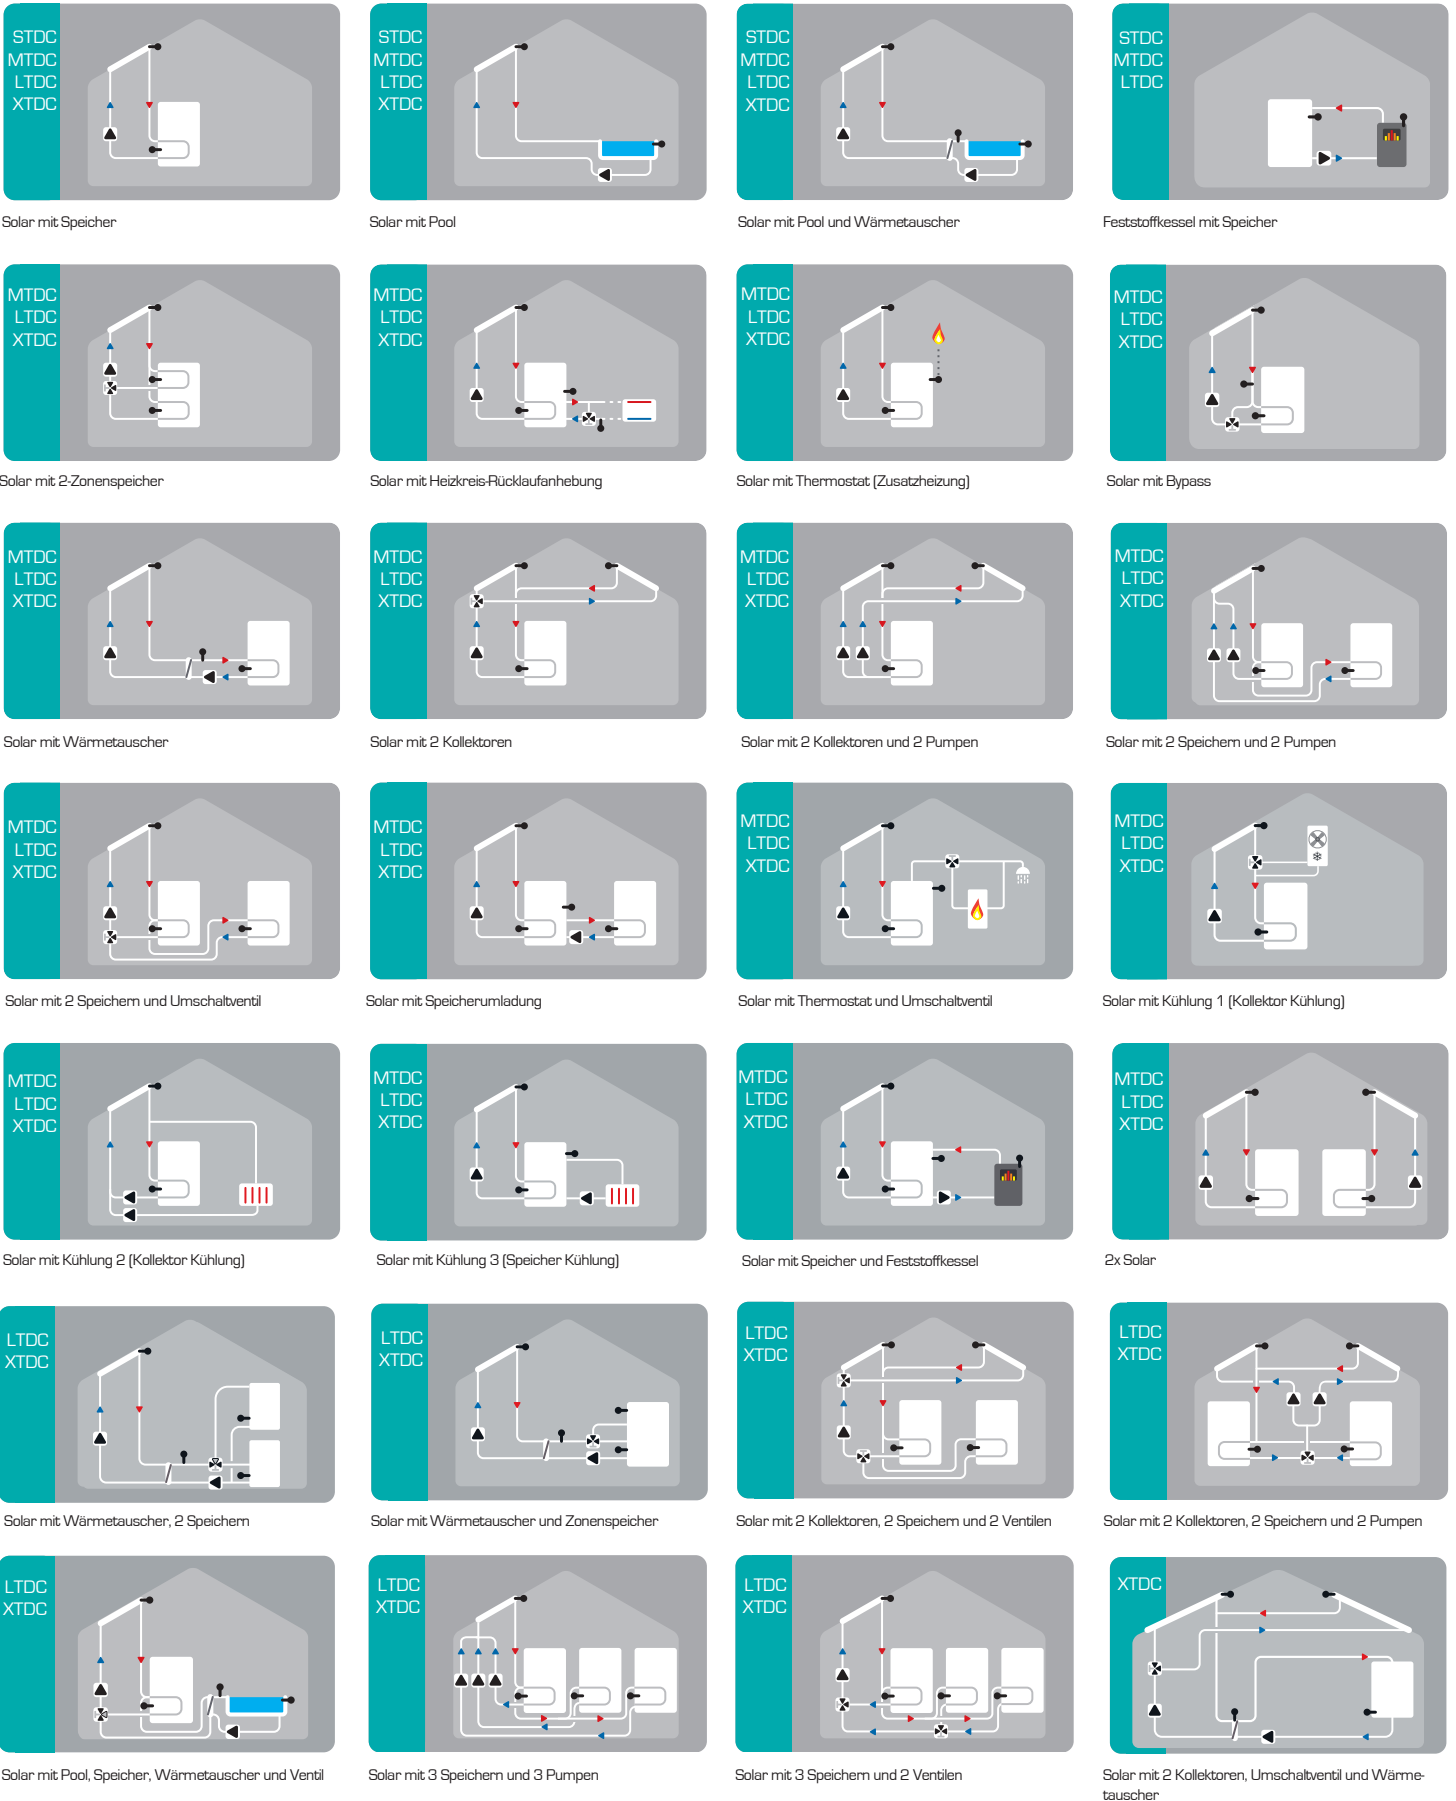 STDC
MTDC
LTDC
XTDC
Solar mit Speicher
STDC
MTDC
LTDC
XTDC
Solar mit Pool
STDC
MTDC
LTDC
XTDC
Solar mit Pool und Wärmetauscher
STDC
MTDC
LTDC
Feststoffkessel mit Speicher
MTDC
LTDC
XTDC
Solar mit 2-Zonenspeicher
MTDC
LTDC
XTDC
Solar mit Heizkreis-Rücklaufanhebung
MTDC
LTDC
XTDC
Solar mit Thermostat (Zusatzheizung)
MTDC
LTDC
XTDC
Solar mit Bypass
MTDC
LTDC
XTDC
Solar mit Wärmetauscher
MTDC
LTDC
XTDC
Solar mit 2 Kollektoren
MTDC
LTDC
XTDC
Solar mit 2 Kollektoren und 2 Pumpen
MTDC
LTDC
XTDC
Solar mit 2 Speichern und 2 Pumpen
MTDC
LTDC
XTDC
Solar mit 2 Speichern und Umschaltventil
MTDC
LTDC
XTDC
Solar mit Speicherumladung
MTDC
LTDC
XTDC
Solar mit Thermostat und Umschaltventil
MTDC
LTDC
XTDC
Solar mit Kühlung 1 (Kollektor Kühlung)
MTDC
LTDC
XTDC
Solar mit Kühlung 2 (Kollektor Kühlung)
MTDC
LTDC
XTDC
Solar mit Kühlung 3 (Speicher Kühlung)
MTDC
LTDC
XTDC
Solar mit Speicher und Feststoffkessel
MTDC
LTDC
XTDC
2x Solar
LTDC
XTDC
Solar mit Wärmetauscher, 2 Speichern
LTDC
XTDC
Solar mit Wärmetauscher und Zonenspeicher
LTDC
XTDC
Solar mit 2 Kollektoren, 2 Speichern und 2 Ventilen
LTDC
XTDC
Solar mit 2 Kollektoren, 2 Speichern und 2 Pumpen
LTDC
XTDC
Solar mit Pool, Speicher, Wärmetauscher und Ventil
LTDC
XTDC
Solar mit 3 Speichern und 3 Pumpen
LTDC
XTDC
Solar mit 3 Speichern und 2 Ventilen
XTDC
Solar mit 2 Kollektoren, Umschaltventil und Wärme-
tauscher